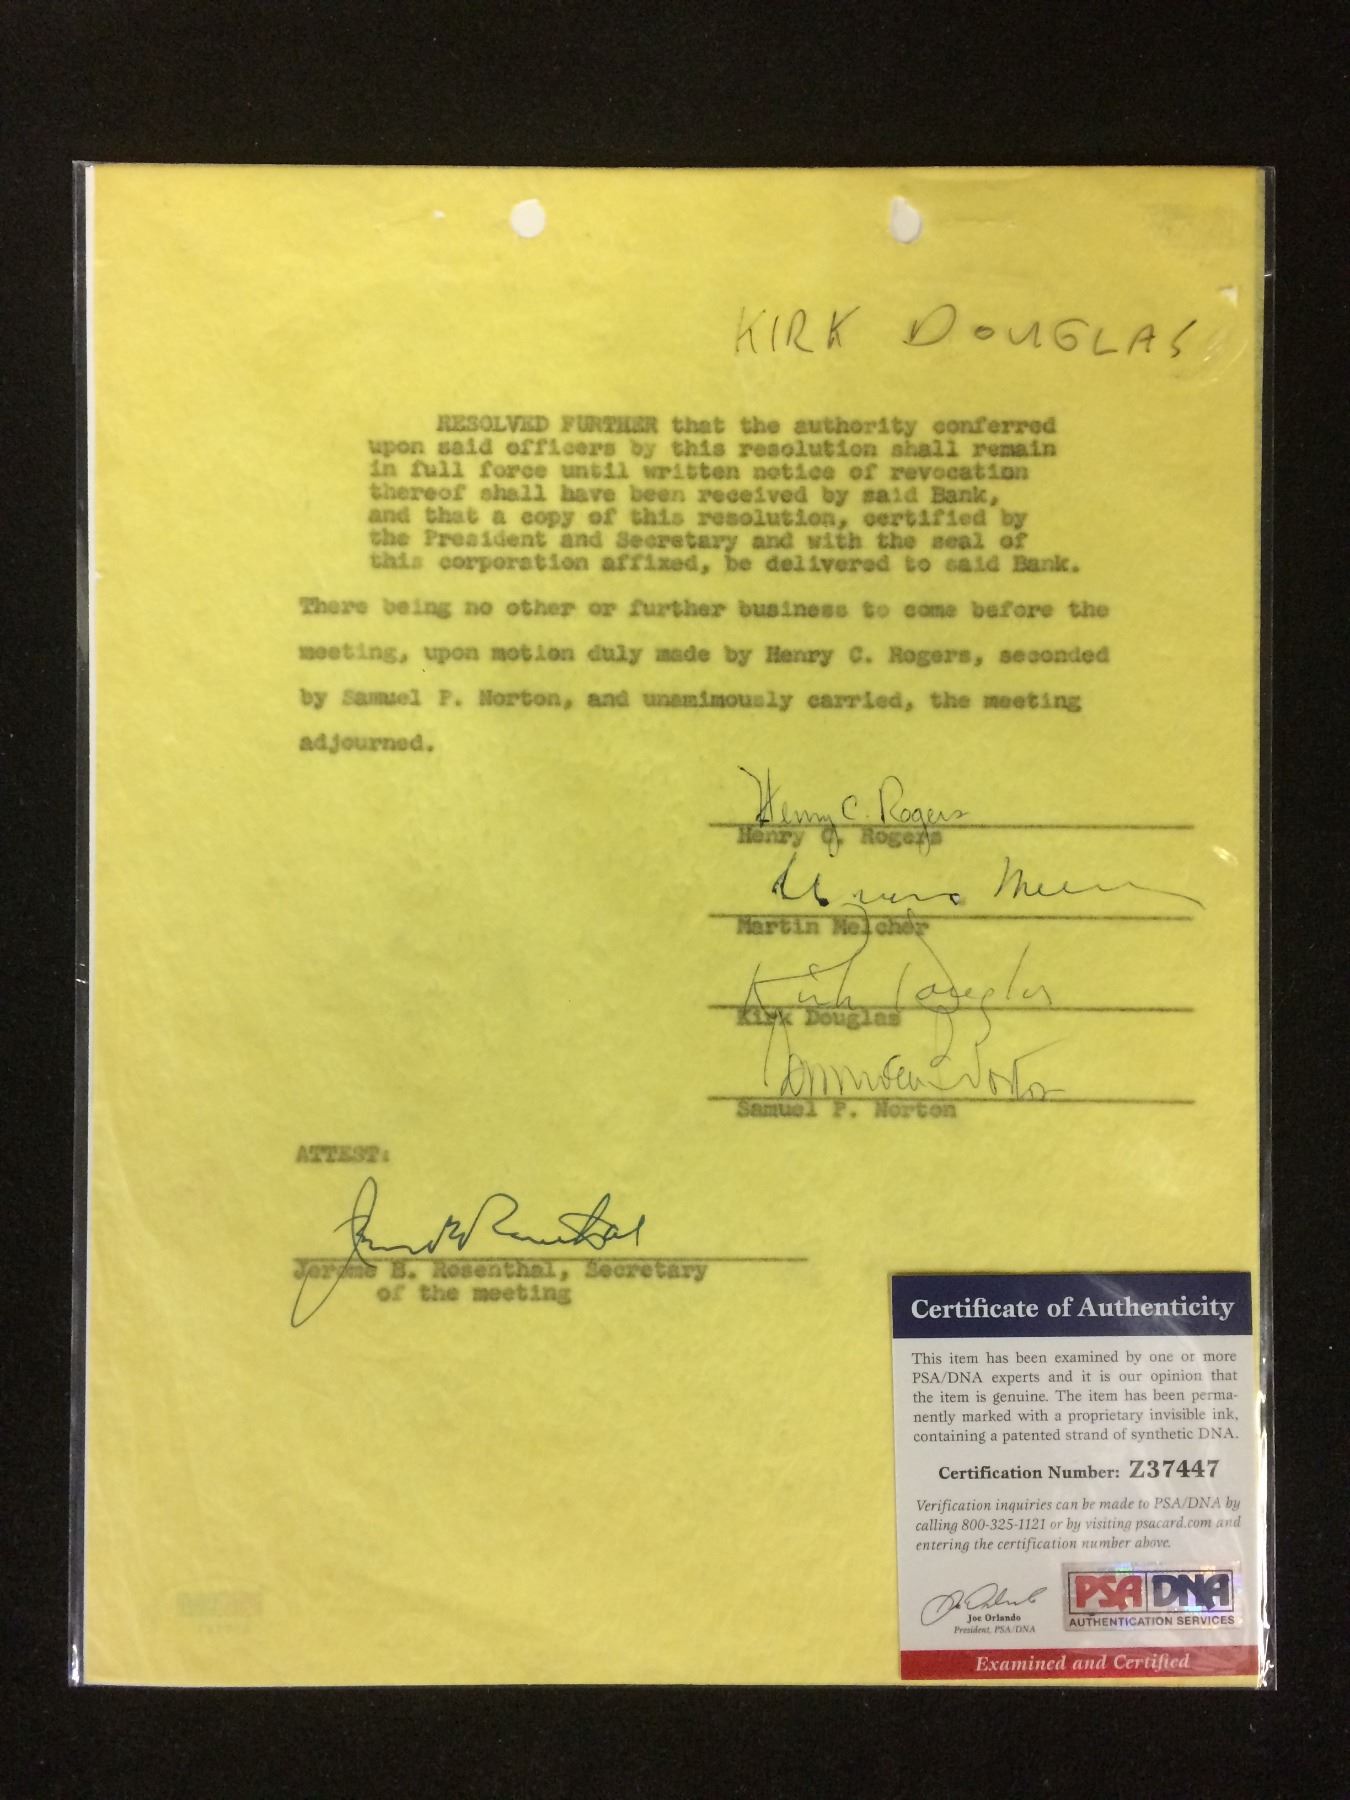 KIRK DOUGLAS
RESOLVED FURTHER that the authority conferred
upon said officers by this resolution shall remain
in full force until written notice of revocation
thereof shall have been received by said Bank,
and that a copy of this resolution, certified by
the President and Secretary and with the seal of
this corporation affixed, be delivered to said Bank.
There being no other or further business to come before the
meeting, upon motion duly made by Henry C. Rogers, seconded
by Samuel P. Norton, and unamimously carried, the meeting
adjourned.
Henry C. Rogers
Henry C. Rogers
Martin Melcher
Kirk Douglas
Kirk Douglas
Samuel P. Norton
ATTEST:
Jerome B. Rosenthal, Secretary
of the meeting
Certificate of Authenticity
This item has been examined by one or more
PSA/DNA experts and it is our opinion that
the item is genuine. The item has been perma-
nently marked with a proprietary invisible ink,
containing a patented strand of synthetic DNA.
Certification Number: Z37447
Verification inquiries can be made to PSA/DNA by
calling 800-325-1121 or by visiting psacard.com and
entering the certification number above.
Joe Orlando
President, PSA/DNA
PSA DNA
AUTHENTICATION SERVICES
Examined and Certified